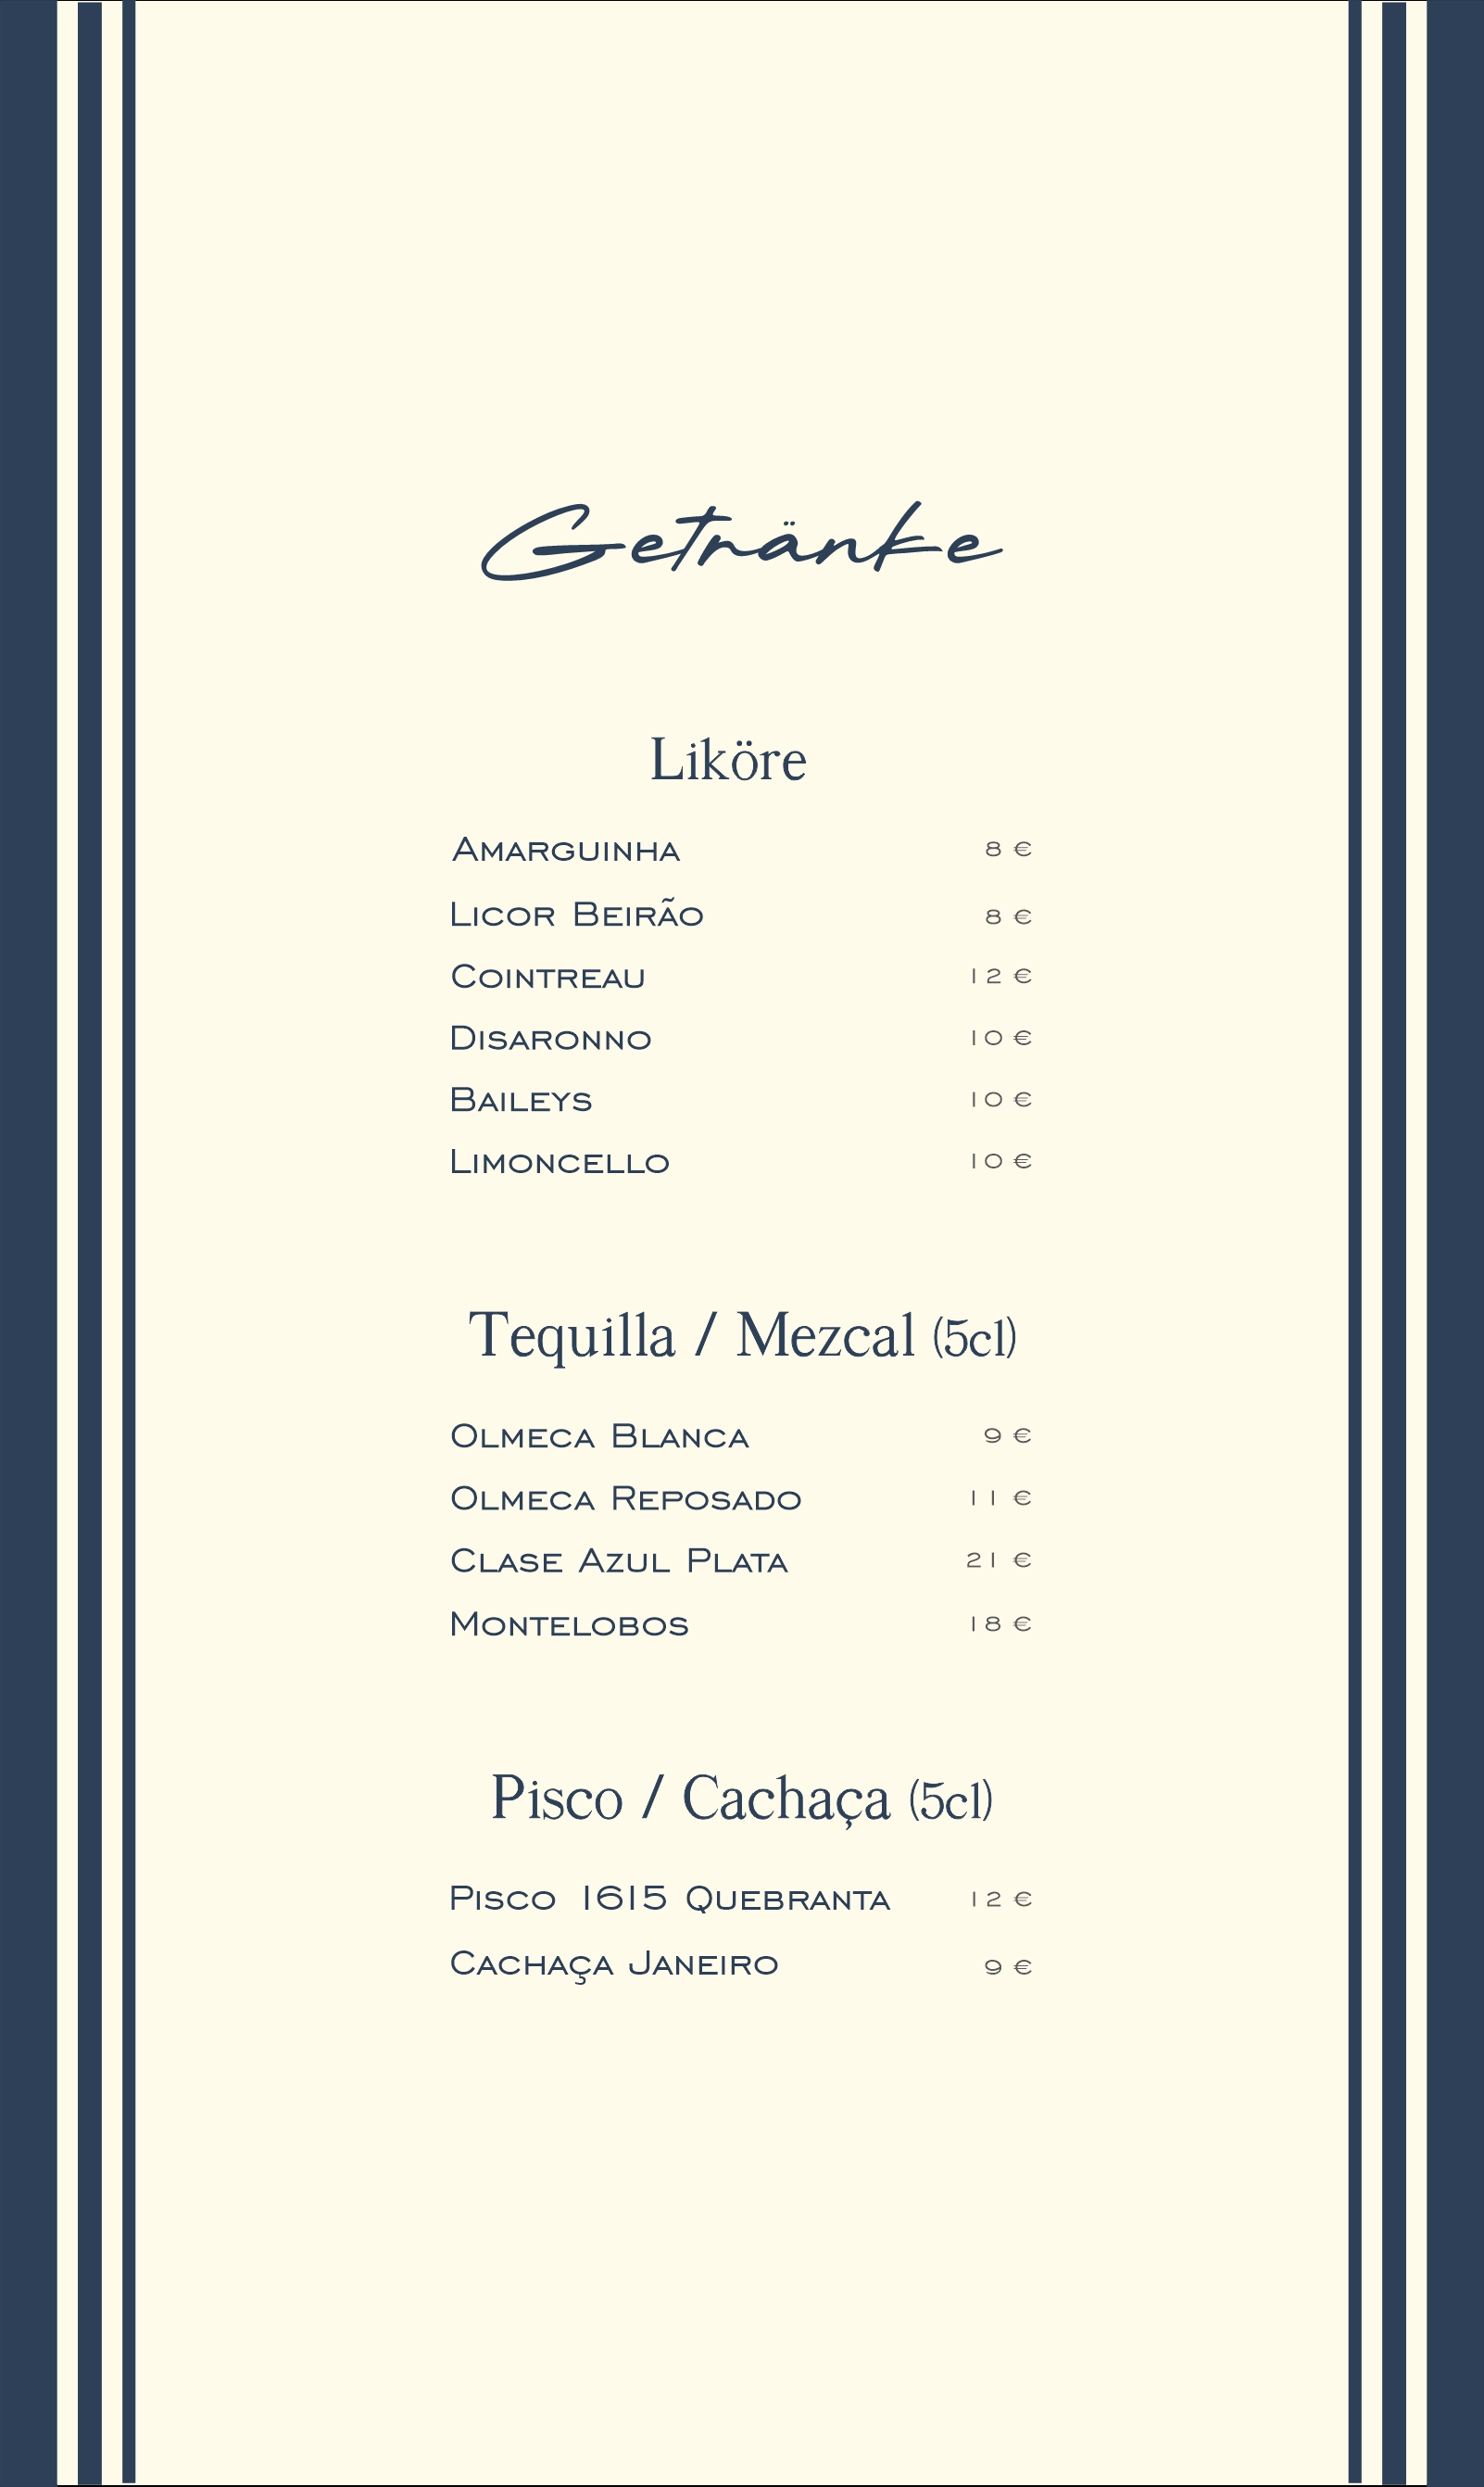 Getränke
Liköre
Amarguinha 8 €
Licor Beirão 8 €
Cointreau 12 €
Disaronno 10 €
Baileys 10 €
Limoncello 10 €
Tequilla / Mezcal (5cl)
Olmeca Blanca 9 €
Olmeca Reposado 11 €
Clase Azul Plata 21 €
Montelobos 18 €
Pisco / Cachaça (5cl)
Pisco 1615 Quebranta 12 €
Cachaça Janeiro 9 €